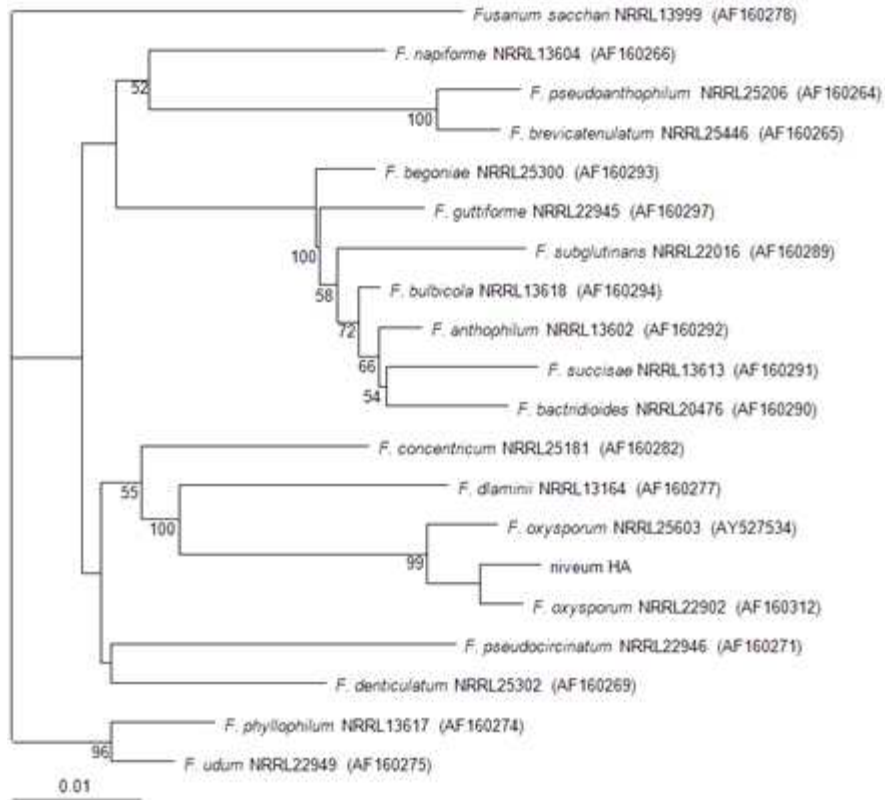 Fusarium sacchari NRRL13999 (AF160278)
F. napiforme NRRL13604 (AF160266)
52
F. pseudoanthophilum NRRL25206 (AF160264)
100
F. brevicatenulatum NRRL25446 (AF160265)
F. begoniae NRRL25300 (AF160293)
F. guttiforme NRRL22945 (AF160297)
100
F. subglutinans NRRL22016 (AF160289)
58
F. bulbicola NRRL13618 (AF160294)
72
F. anthophilum NRRL13602 (AF160292)
66
F. succisae NRRL13613 (AF160291)
54
F. bactridioides NRRL20476 (AF160290)
F. concentricum NRRL25181 (AF160282)
55
F. dlaminii NRRL13164 (AF160277)
100
F. oxysporum NRRL25603 (AY527534)
99
niveum HA
F. oxysporum NRRL22902 (AF160312)
F. pseudocircinatum NRRL22946 (AF160271)
F. denticulatum NRRL25302 (AF160269)
F. phyllophilum NRRL13617 (AF160274)
96
F. udum NRRL22949 (AF160275)
0.01